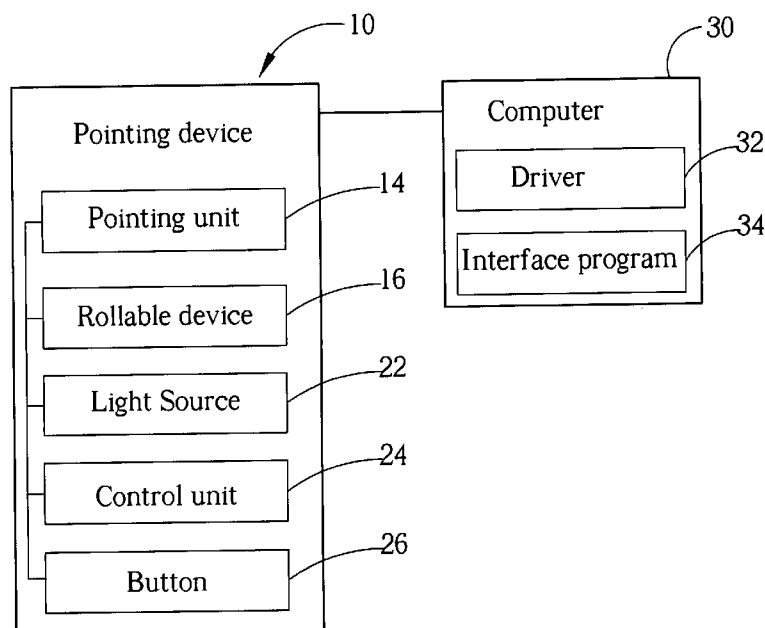 10
Pointing device
Pointing unit
14
Rollable device
16
Light Source
22
Control unit
24
Button
26
30
Computer
Driver
32
Interface program
34